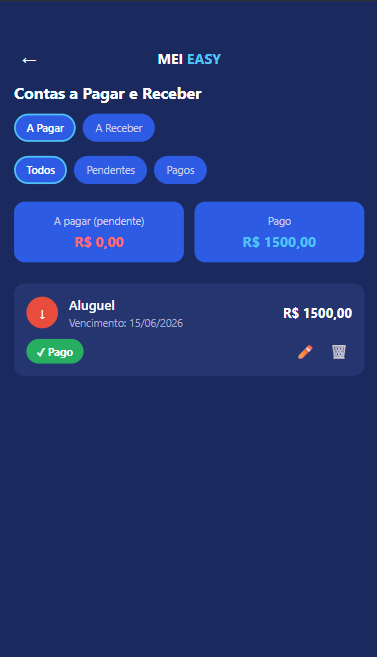 ←
MEI EASY
Contas a Pagar e Receber
A Pagar A Receber
Todos Pendentes Pagos
A pagar (pendente) Pago
R$ 0,00 R$ 1500,00
↓ Aluguel R$ 1500,00
Vencimento: 15/06/2026
✓ Pago